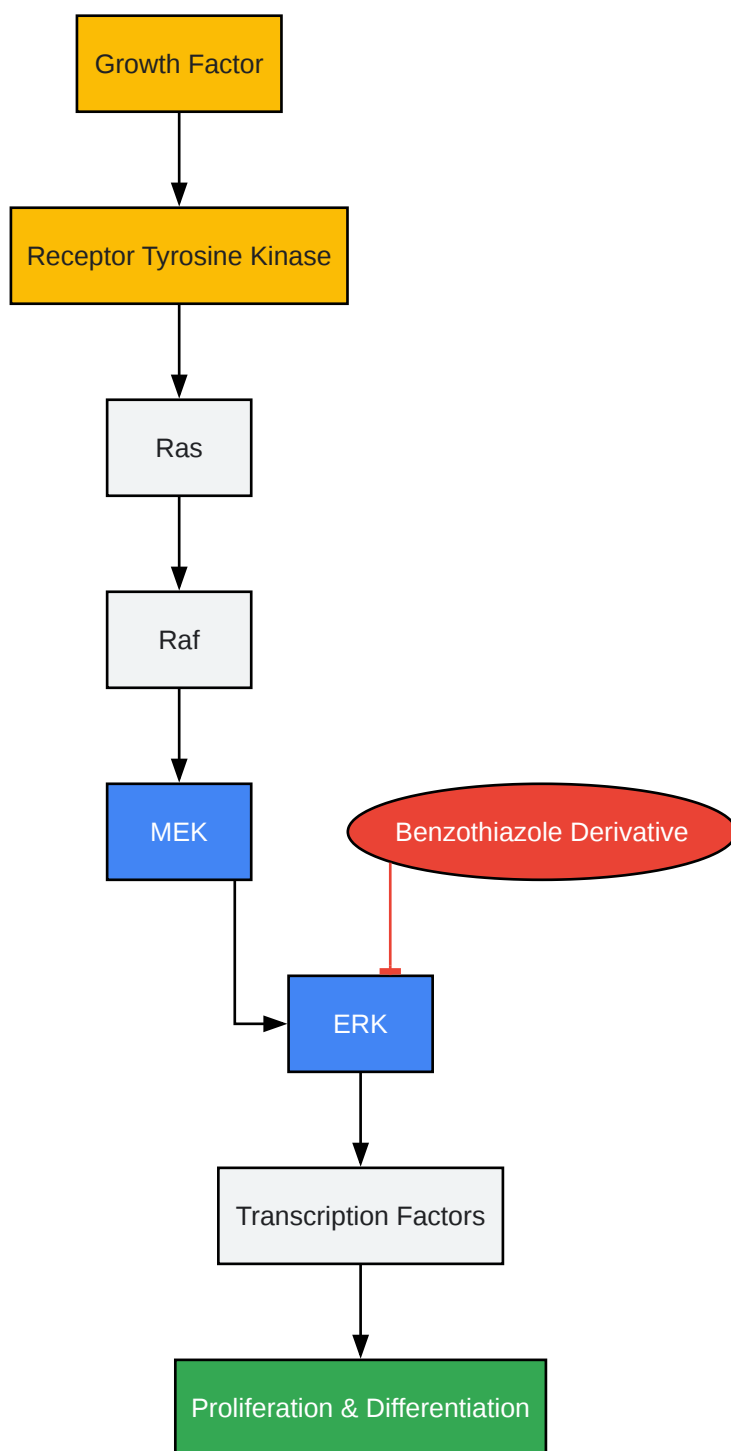 Growth Factor
Receptor Tyrosine Kinase
Ras
Raf
MEK
Benzothiazole Derivative
ERK
Transcription Factors
Proliferation & Differentiation